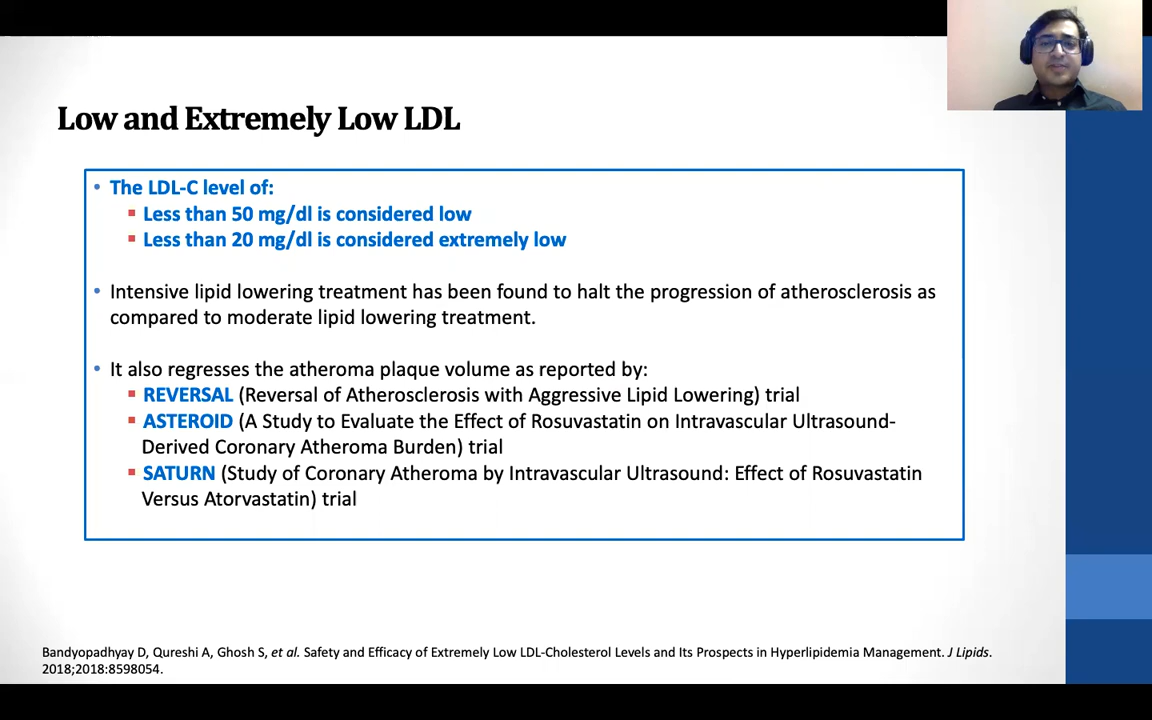 Low and Extremely Low LDL
• The LDL-C level of:
▪ Less than 50 mg/dl is considered low
▪ Less than 20 mg/dl is considered extremely low
• Intensive lipid lowering treatment has been found to halt the progression of atherosclerosis as
compared to moderate lipid lowering treatment.
• It also regresses the atheroma plaque volume as reported by:
▪ REVERSAL (Reversal of Atherosclerosis with Aggressive Lipid Lowering) trial
▪ ASTEROID (A Study to Evaluate the Effect of Rosuvastatin on Intravascular Ultrasound-
Derived Coronary Atheroma Burden) trial
▪ SATURN (Study of Coronary Atheroma by Intravascular Ultrasound: Effect of Rosuvastatin
Versus Atorvastatin) trial
Bandyopadhyay D, Qureshi A, Ghosh S, et al. Safety and Efficacy of Extremely Low LDL-Cholesterol Levels and Its Prospects in Hyperlipidemia Management. J Lipids.
2018;2018:8598054.